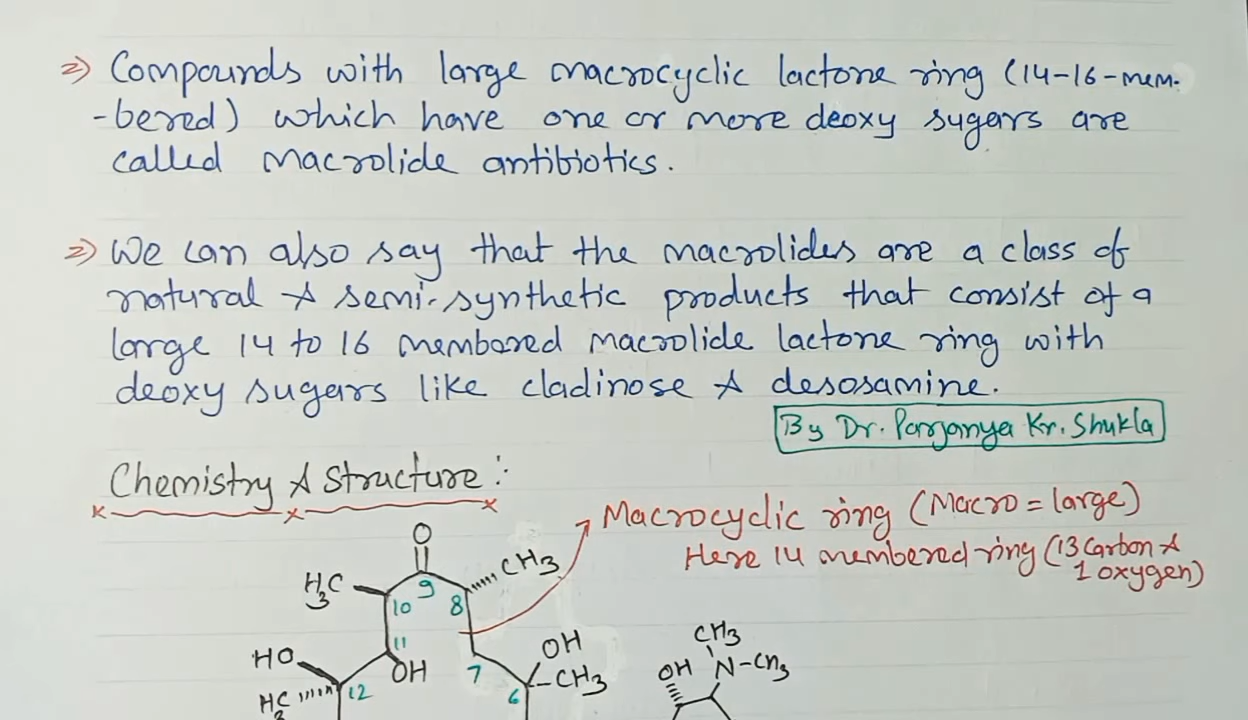 => Compounds with large macrocyclic lactone ring (14-16-mem-
-bered) which have one or more deoxy sugars are
called macrolide antibiotics.
=> We can also say that the macrolides are a class of
natural & semi-synthetic products that consist of a
large 14 to 16 membered macrolide lactone ring with
deoxy sugars like cladinose & desosamine.
By Dr. Parjanya Kr. Shukla
Chemistry & Structure :
Macrocyclic ring (Macro = large)
Here 14 membered ring (13 Carbon &
1 oxygen)
O
H3C 9 CH3
10 8
11
HO OH 7 OH
CH3
H3C 12 6
CH3
OH N-CH3